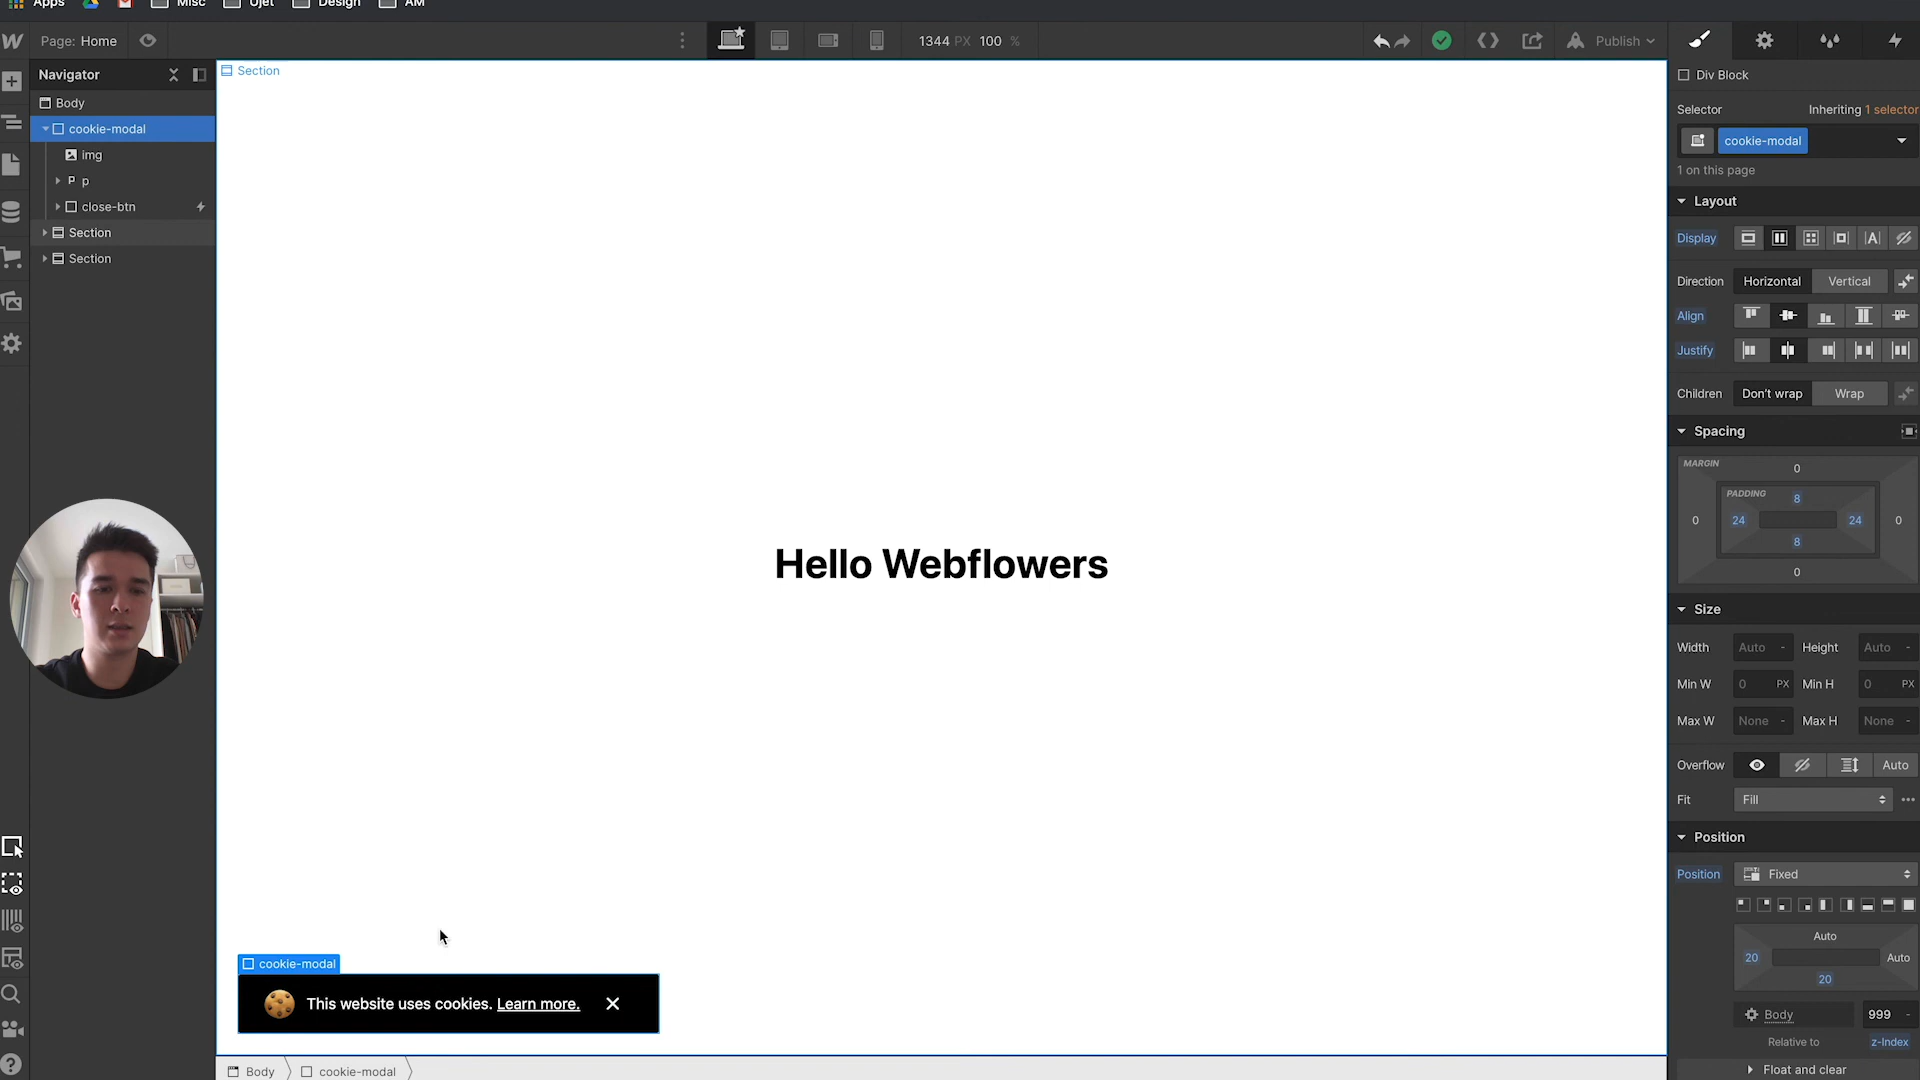 Apps Misc Ujet Design AM
Page: Home 1344 PX 100 % Publish
Navigator
Body
cookie-modal
img
P p
close-btn
Section
Section
Section
Hello Webflowers
cookie-modal
This website uses cookies. Learn more.
Body cookie-modal
Div Block
Selector Inheriting 1 selector
cookie-modal
1 on this page
Layout
Display
Direction Horizontal Vertical
Align
Justify
Children Don't wrap Wrap
Spacing
MARGIN 0
PADDING 8
0 24 24 0
8
0
Size
Width Auto - Height Auto -
Min W 0 PX Min H 0 PX
Max W None - Max H None -
Overflow Auto
Fit Fill
Position
Position Fixed
Auto
20 Auto
20
Body 999 -
Relative to z-Index
Float and clear